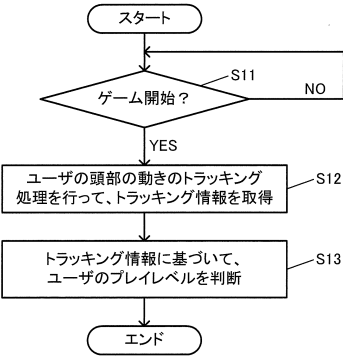 スタート
ゲーム開始？
S11
NO
YES
ユーザの頭部の動きのトラッキング
処理を行って、トラッキング情報を取得
S12
トラッキング情報に基づいて、
ユーザのプレイレベルを判断
S13
エンド